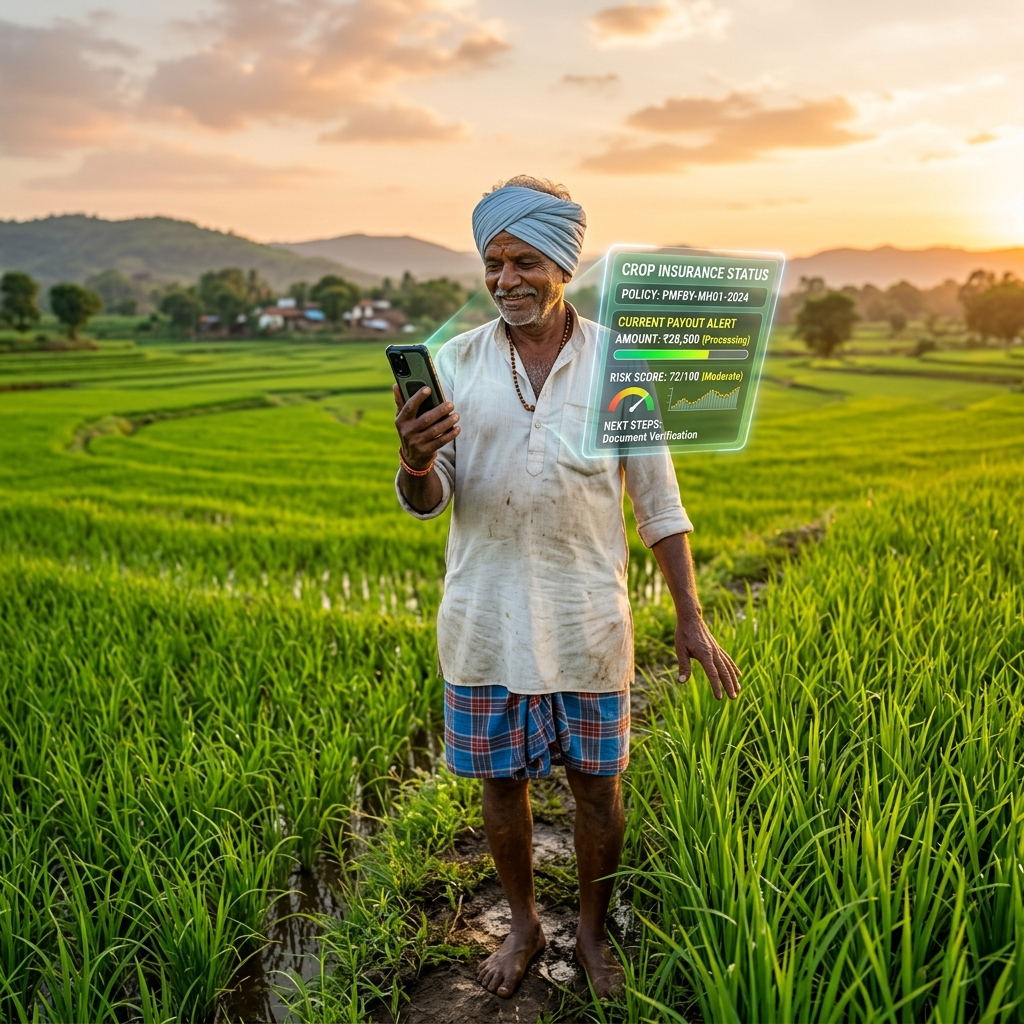 CROP INSURANCE STATUS
POLICY: PMFBY-MH01-2024
CURRENT PAYOUT ALERT
AMOUNT: ₹28,500 (Processing)
RISK SCORE: 72/100 (Moderate)
NEXT STEPS:
Document Verification